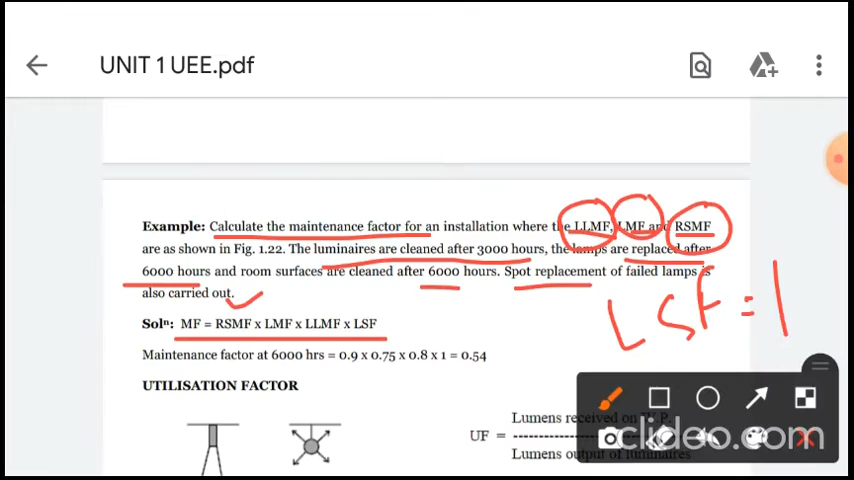 UNIT 1 UEE.pdf
Example: Calculate the maintenance factor for an installation where the LLMF, LMF and RSMF
are as shown in Fig. 1.22. The luminaires are cleaned after 3000 hours, the lamps are replaced after
6000 hours and room surfaces are cleaned after 6000 hours. Spot replacement of failed lamps is
also carried out.
LSF = 1
Solⁿ: MF = RSMF x LMF x LLMF x LSF
Maintenance factor at 6000 hrs = 0.9 x 0.75 x 0.8 x 1 = 0.54
UTILISATION FACTOR
Lumens received on W.P.
UF = ----------------
Lumens output of luminaires
clideo.com